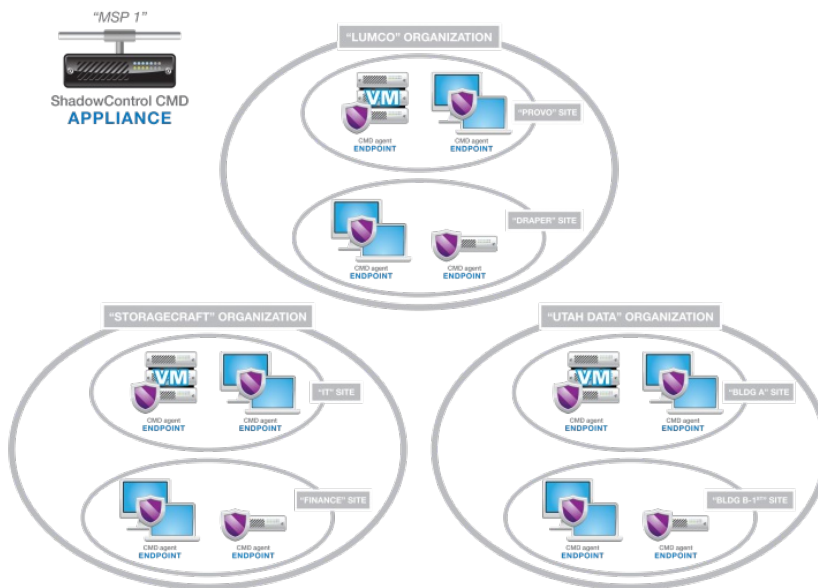 "MSP 1"
ShadowControl CMD
APPLIANCE
"LUMCO" ORGANIZATION
VM
"PROVO" SITE
CMD agent
ENDPOINT
CMD agent
ENDPOINT
"DRAPER" SITE
CMD agent
ENDPOINT
CMD agent
ENDPOINT
"STORAGECRAFT" ORGANIZATION
VM
"IT" SITE
CMD agent
ENDPOINT
CMD agent
ENDPOINT
"FINANCE" SITE
CMD agent
ENDPOINT
CMD agent
ENDPOINT
"UTAH DATA" ORGANIZATION
VM
"BLDG A" SITE
CMD agent
ENDPOINT
CMD agent
ENDPOINT
"BLDG B-1" SITE
CMD agent
ENDPOINT
CMD agent
ENDPOINT